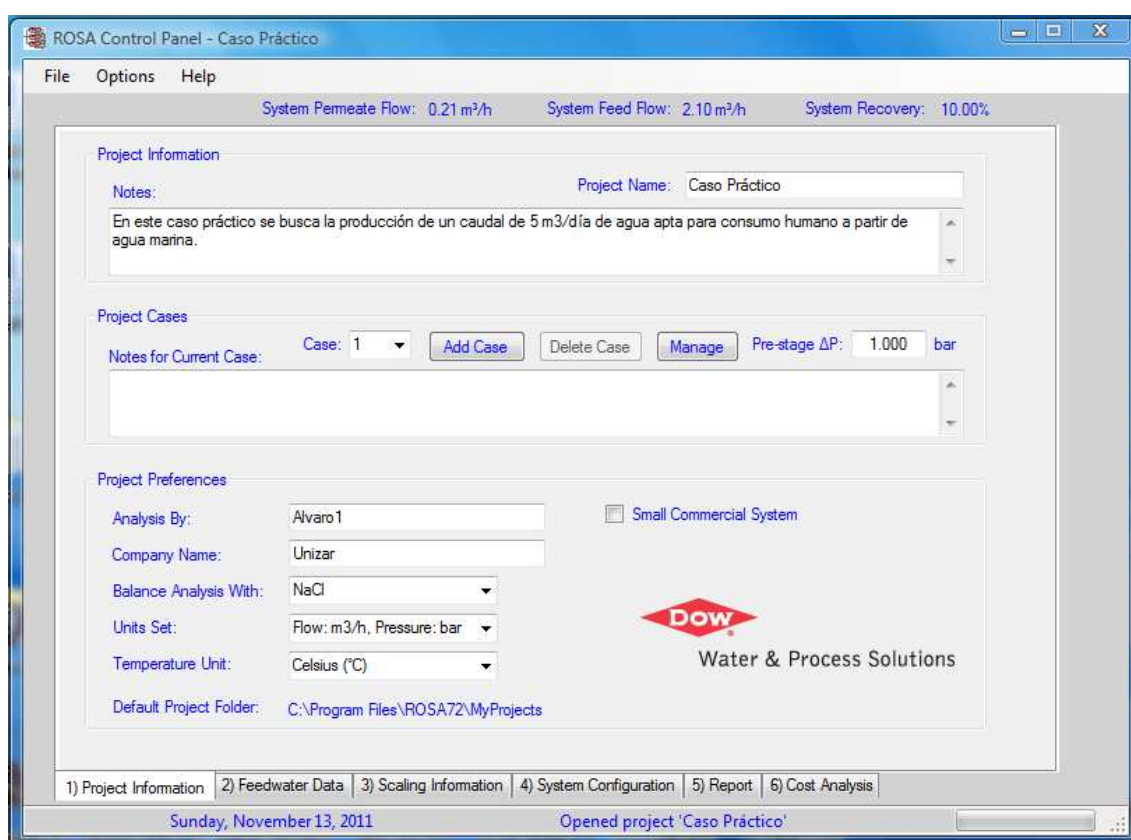 ROSA Control Panel - Caso Práctico
File Options Help
System Permeate Flow: 0.21 m³/h System Feed Flow: 2.10 m³/h System Recovery: 10.00%
Project Information
Notes: Project Name: Caso Práctico
En este caso práctico se busca la producción de un caudal de 5 m3/día de agua apta para consumo humano a partir de
agua marina.
Project Cases
Notes for Current Case: Case: 1 Add Case Delete Case Manage Pre-stage ΔP: 1.000 bar
Project Preferences
Analysis By: Alvaro1 Small Commercial System
Company Name: Unizar
Balance Analysis With: NaCl
Units Set: Flow: m3/h, Pressure: bar
DOW
Temperature Unit: Celsius (°C) Water & Process Solutions
Default Project Folder: C:\Program Files\ROSA72\MyProjects
1) Project Information 2) Feedwater Data 3) Scaling Information 4) System Configuration 5) Report 6) Cost Analysis
Sunday, November 13, 2011 Opened project 'Caso Práctico'